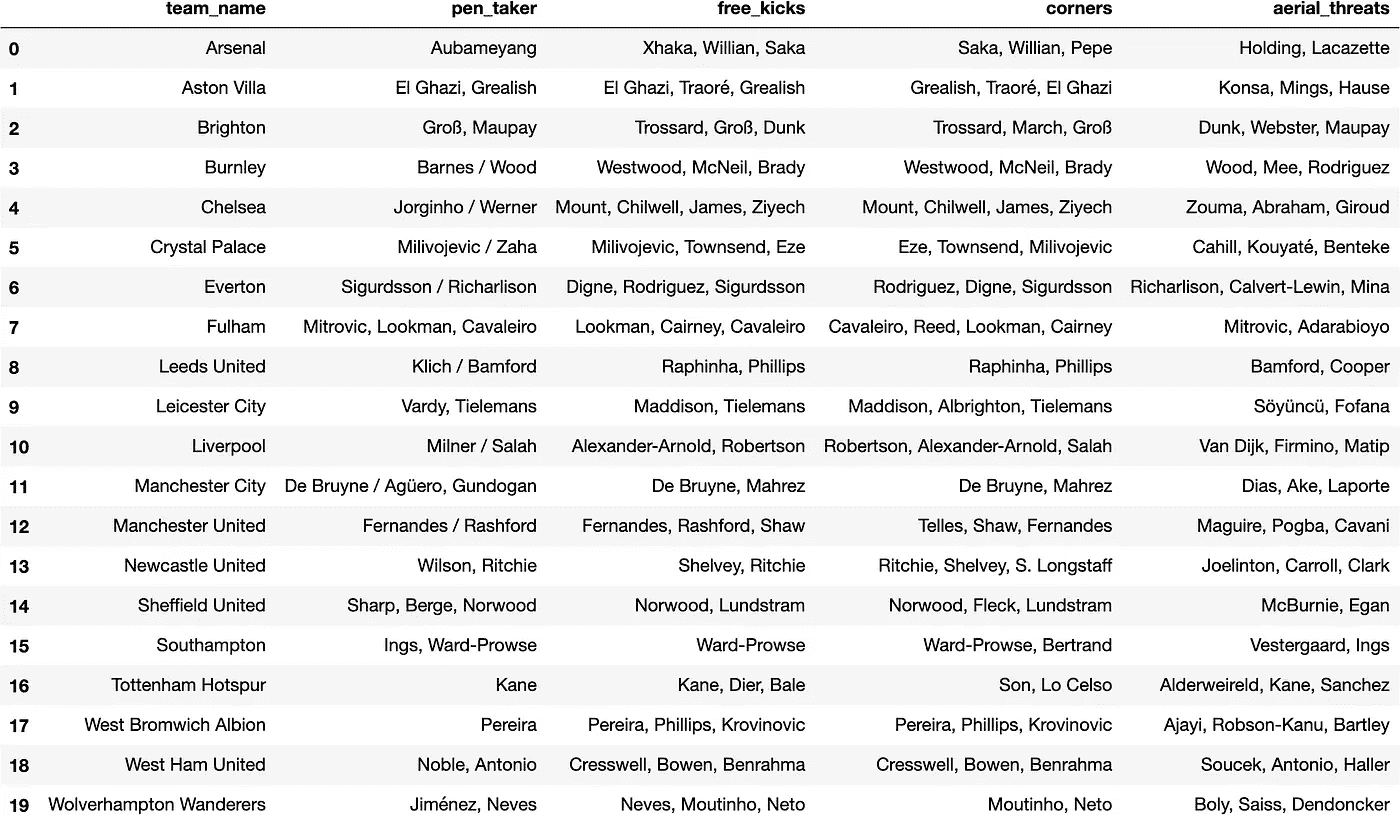 team_name pen_taker free_kicks corners aerial_threats
0 Arsenal Aubameyang Xhaka, Willian, Saka Saka, Willian, Pepe Holding, Lacazette
1 Aston Villa El Ghazi, Grealish El Ghazi, Traoré, Grealish Grealish, Traoré, El Ghazi Konsa, Mings, Hause
2 Brighton Groß, Maupay Trossard, Groß, Dunk Trossard, March, Groß Dunk, Webster, Maupay
3 Burnley Barnes / Wood Westwood, McNeil, Brady Westwood, McNeil, Brady Wood, Mee, Rodriguez
4 Chelsea Jorginho / Werner Mount, Chilwell, James, Ziyech Mount, Chilwell, James, Ziyech Zouma, Abraham, Giroud
5 Crystal Palace Milivojevic / Zaha Milivojevic, Townsend, Eze Eze, Townsend, Milivojevic Cahill, Kouyaté, Benteke
6 Everton Sigurdsson / Richarlison Digne, Rodriguez, Sigurdsson Rodriguez, Digne, Sigurdsson Richarlison, Calvert-Lewin, Mina
7 Fulham Mitrovic, Lookman, Cavaleiro Lookman, Cairney, Cavaleiro Cavaleiro, Reed, Lookman, Cairney Mitrovic, Adarabioyo
8 Leeds United Klich / Bamford Raphinha, Phillips Raphinha, Phillips Bamford, Cooper
9 Leicester City Vardy, Tielemans Maddison, Tielemans Maddison, Albrighton, Tielemans Söyüncü, Fofana
10 Liverpool Milner / Salah Alexander-Arnold, Robertson Robertson, Alexander-Arnold, Salah Van Dijk, Firmino, Matip
11 Manchester City De Bruyne / Agüero, Gundogan De Bruyne, Mahrez De Bruyne, Mahrez Dias, Ake, Laporte
12 Manchester United Fernandes / Rashford Fernandes, Rashford, Shaw Telles, Shaw, Fernandes Maguire, Pogba, Cavani
13 Newcastle United Wilson, Ritchie Shelvey, Ritchie Ritchie, Shelvey, S. Longstaff Joelinton, Carroll, Clark
14 Sheffield United Sharp, Berge, Norwood Norwood, Lundstram Norwood, Fleck, Lundstram McBurnie, Egan
15 Southampton Ings, Ward-Prowse Ward-Prowse Ward-Prowse, Bertrand Vestergaard, Ings
16 Tottenham Hotspur Kane Kane, Dier, Bale Son, Lo Celso Alderweireld, Kane, Sanchez
17 West Bromwich Albion Pereira Pereira, Phillips, Krovinovic Pereira, Phillips, Krovinovic Ajayi, Robson-Kanu, Bartley
18 West Ham United Noble, Antonio Cresswell, Bowen, Benrahma Cresswell, Bowen, Benrahma Soucek, Antonio, Haller
19 Wolverhampton Wanderers Jiménez, Neves Neves, Moutinho, Neto Moutinho, Neto Boly, Saiss, Dendoncker